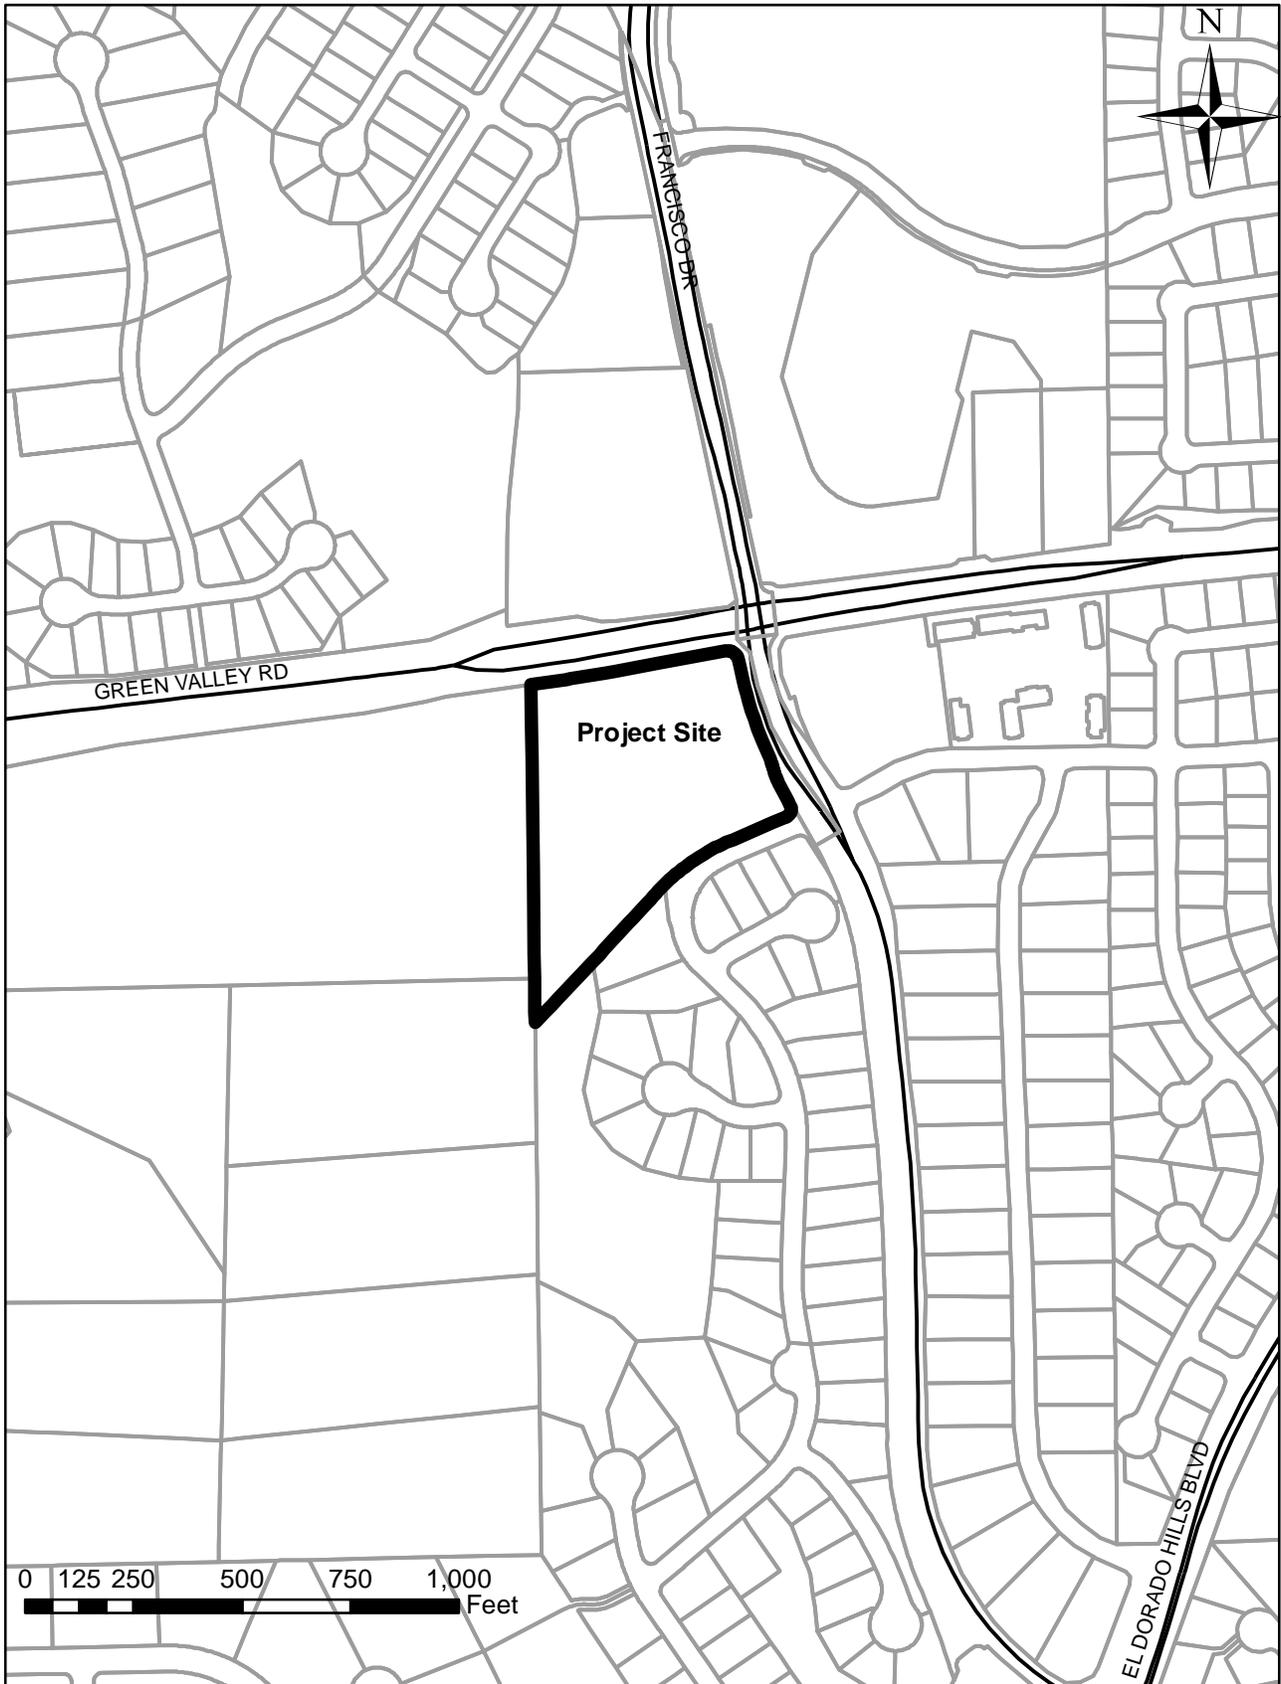 N
FRANCISCO DR
GREEN VALLEY RD
Project Site
EL DORADO HILLS BLVD
0 125 250 500 750 1,000
Feet